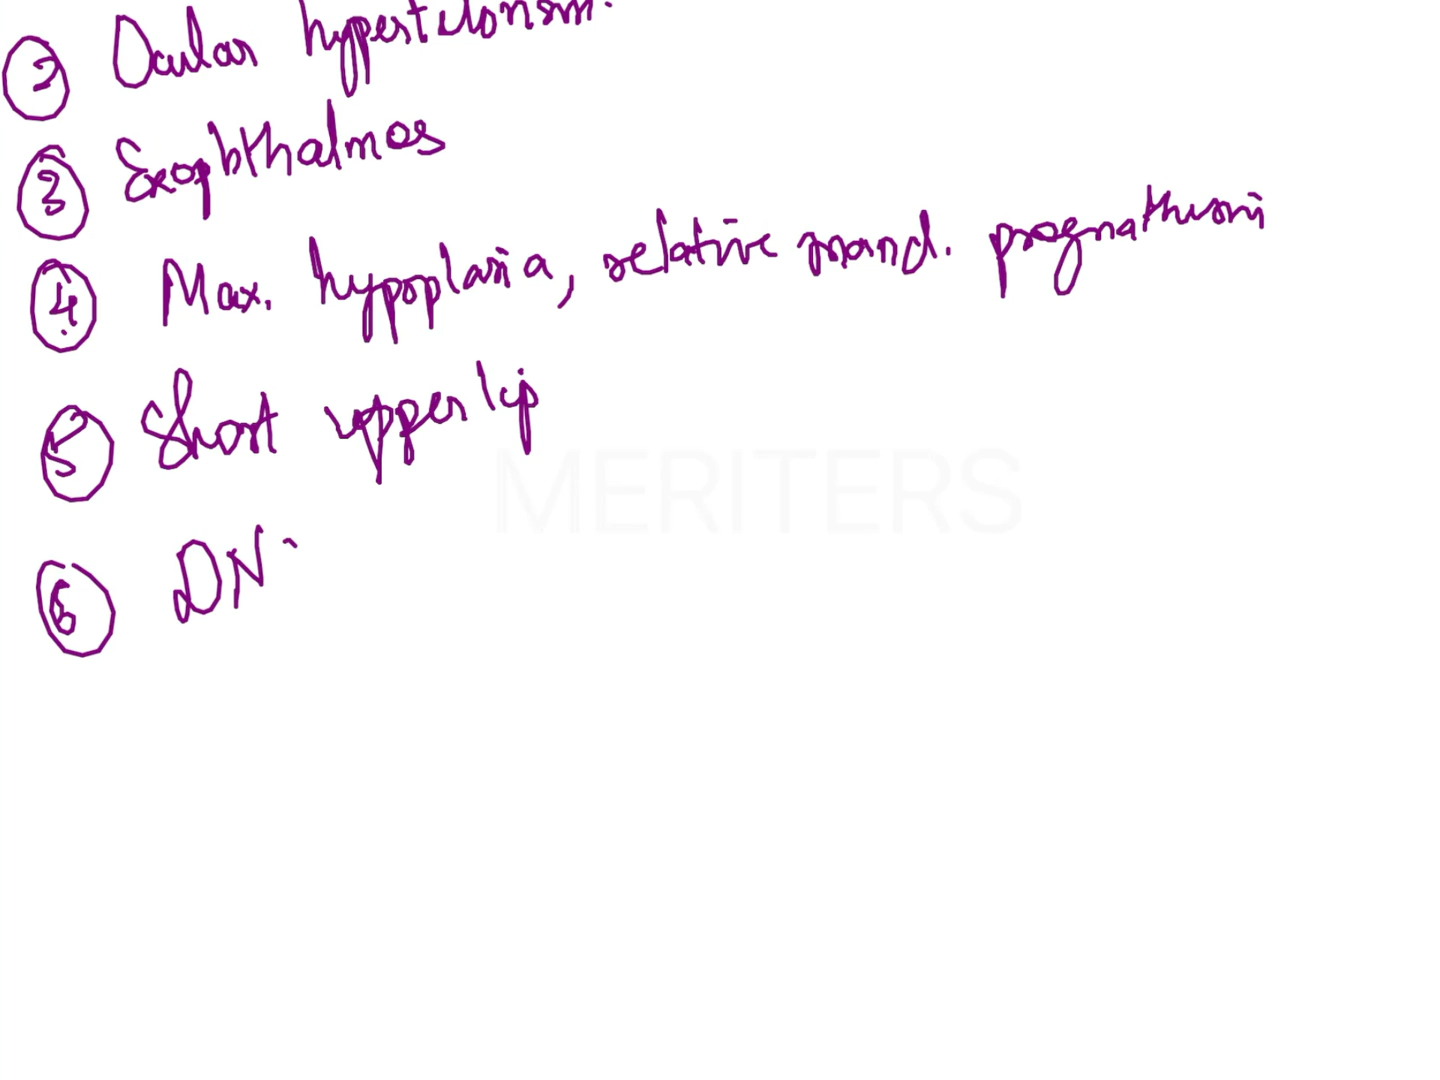 ② Ocular hypertelorism.
③ Exophthalmos
④ Max. hypoplasia, relative mand. prognathism
⑤ Short upper lip
MERITERS
⑥ DN